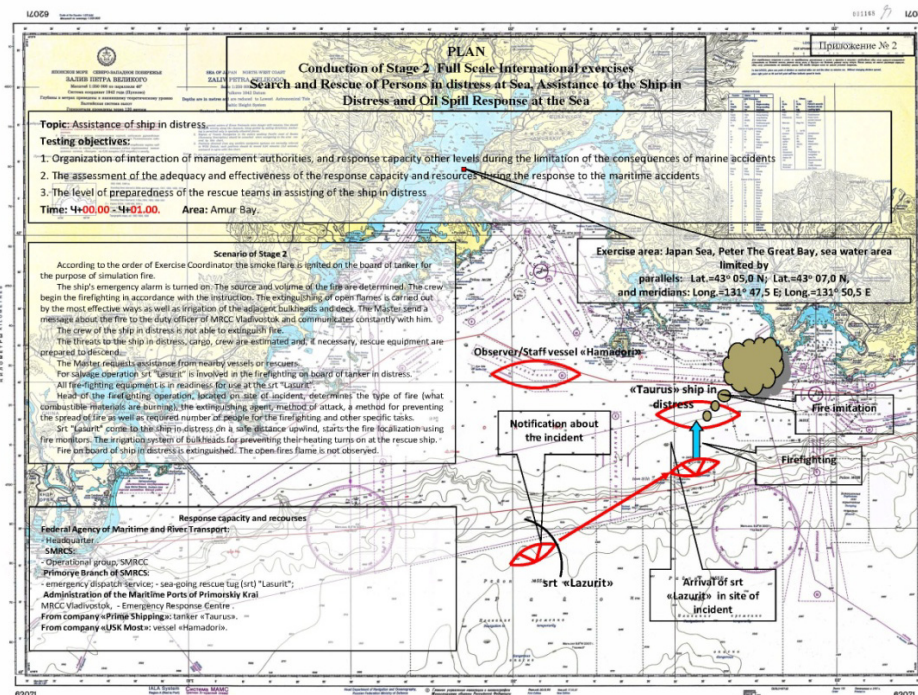 Приложение № 2
PLAN
Conduction of Stage 2 Full Scale International exercises
Search and Rescue of Persons in distress at Sea, Assistance to the Ship in
Distress and Oil Spill Response at the Sea
ЗАЛИВ ПЕТРА ВЕЛИКОГО
Topic: Assistance of ship in distress.
Testing objectives:
1. Organization of interaction of management authorities, and response capacity other levels during the limitation of the consequences of marine accidents
2. The assessment of the adequacy and effectiveness of the response capacity and resources during the response to the maritime accidents
3. The level of preparedness of the rescue teams in assisting of the ship in distress
Time: Ч+00.00 - Ч+01.00. Area: Amur Bay.
Exercise area: Japan Sea, Peter The Great Bay, sea water area
limited by
parallels: Lat.=43° 05,0 N; Lat.=43° 07,0 N,
and meridians: Long.=131° 47,5 E; Long.=131° 50,5 E
Scenario of Stage 2
According to the order of Exercise Coordinator the smoke flare is ignited on the board of tanker for
the purpose of simulation fire.
The ship's emergency alarm is turned on. The source and volume of the fire are determined. The crew
begin the firefighting in accordance with the instruction. The extinguishing of open flames is carried out
by the most effective ways as well as irrigation of the adjacent bulkheads and deck. The Master send a
message about the fire to the duty officer of MRCC Vladivostok and communicates constantly with him.
The crew of the ship in distress is not able to extinguish fire.
The threats to the ship in distress, cargo, crew are estimated and, if necessary, rescue equipment are
prepared to descend.
The Master requests assistance from nearby vessels or rescuers.
For salvage operation srt "Lasurit" is involved in the firefighting on board of tanker in distress.
All fire-fighting equipment is in readiness for use at the srt "Lasurit".
Head of the firefighting operation, located on site of incident, determines the type of fire (what
combustible materials are burning), the extinguishing agent, method of attack, a method for preventing
the spread of fire as well as required number of people for the firefighting and other specific tasks.
Srt "Lasurit" come to the ship in distress on a safe distance upwind, starts the fire localization using
fire monitors. The irrigation system of bulkheads for preventing their heating turns on at the rescue ship.
Fire on board of ship in distress is extinguished. The open fires flame is not observed.
Observer/Staff vessel «Hamadori»
«Taurus» ship in
distress
Fire imitation
Notification about
the incident
Firefighting
srt «Lazurit»
Arrival of srt
«Lazurit» in site of
incident
Response capacity and recourses
Federal Agency of Maritime and River Transport:
- Headquarter
SMRCS:
- Operational group, SMRCC
Primorye Branch of SMRCS:
- emergency dispatch service; - sea-going rescue tug (srt) "Lasurit";
Administration of the Maritime Ports of Primorskiy Krai
MRCC Vladivostok, - Emergency Response Centre.
From company «Prime Shipping»: tanker «Taurus».
From company «USK Most»: vessel «Hamadori».
IALA System
Система МАМС